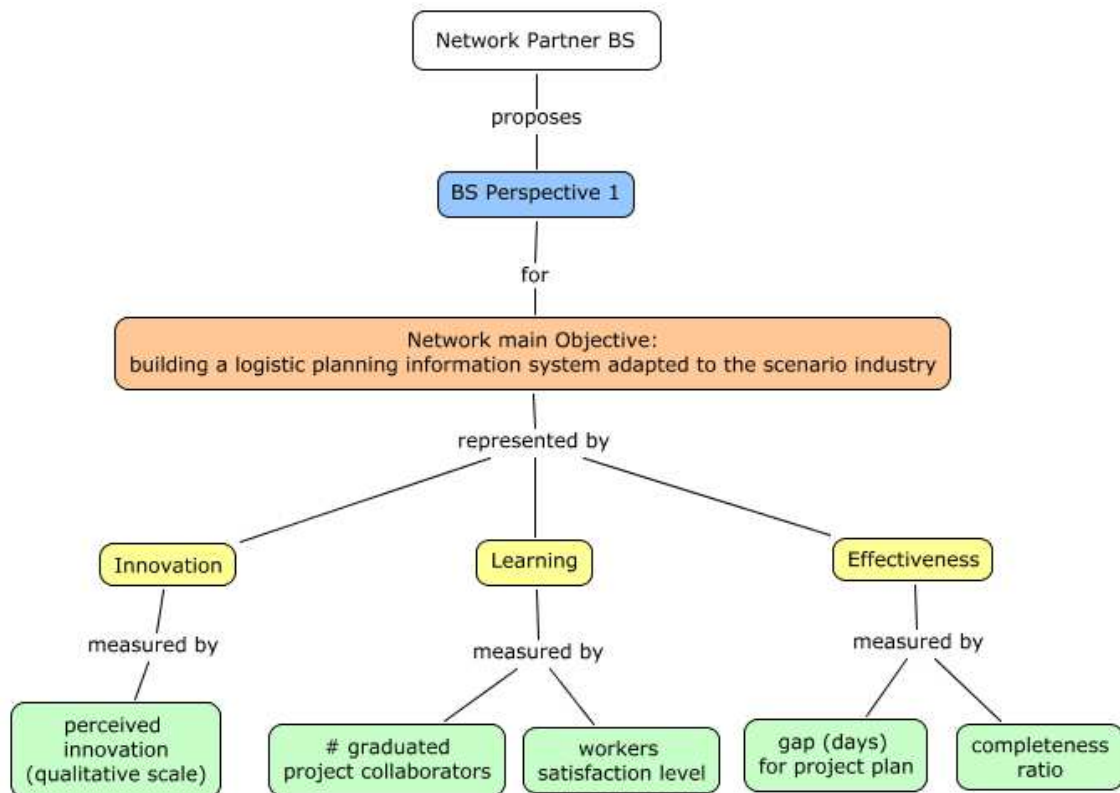 Network Partner BS
proposes
BS Perspective 1
for
Network main Objective:
building a logistic planning information system adapted to the scenario industry
represented by
Innovation
Learning
Effectiveness
measured by
measured by
measured by
perceived
innovation
(qualitative scale)
# graduated
project collaborators
workers
satisfaction level
gap (days)
for project plan
completeness
ratio